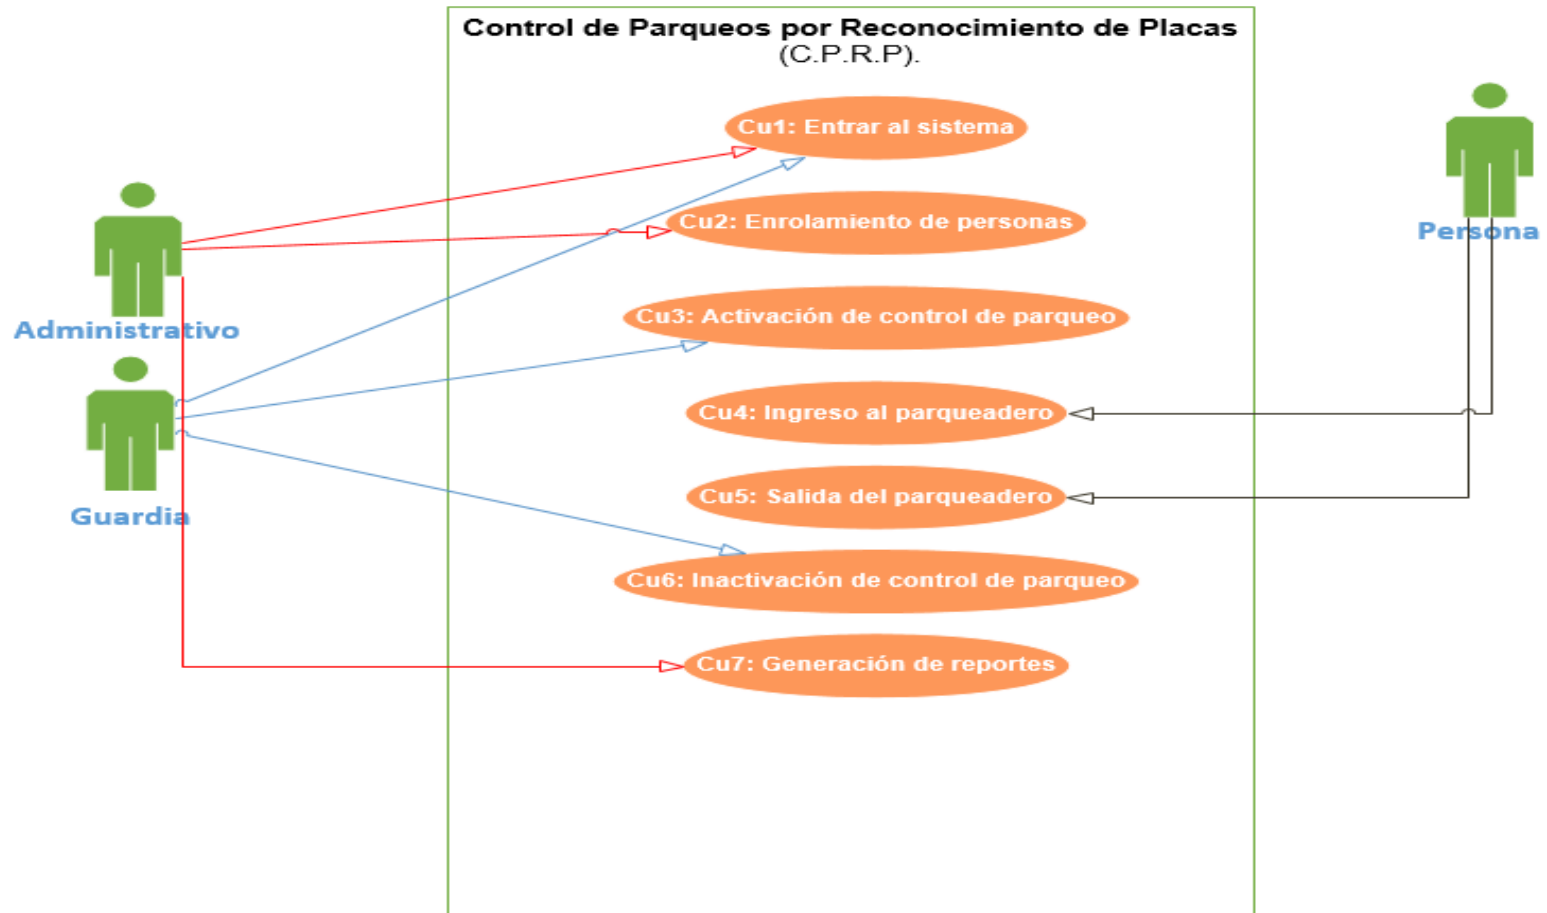 Control de Parqueos por Reconocimiento de Placas
(C.P.R.P).
Cu1: Entrar al sistema
Cu2: Enrolamiento de personas
Persona
Cu3: Activación de control de parqueo
Administrativo
Cu4: Ingreso al parqueadero
Cu5: Salida del parqueadero
Guardia
Cu6: Inactivación de control de parqueo
Cu7: Generación de reportes